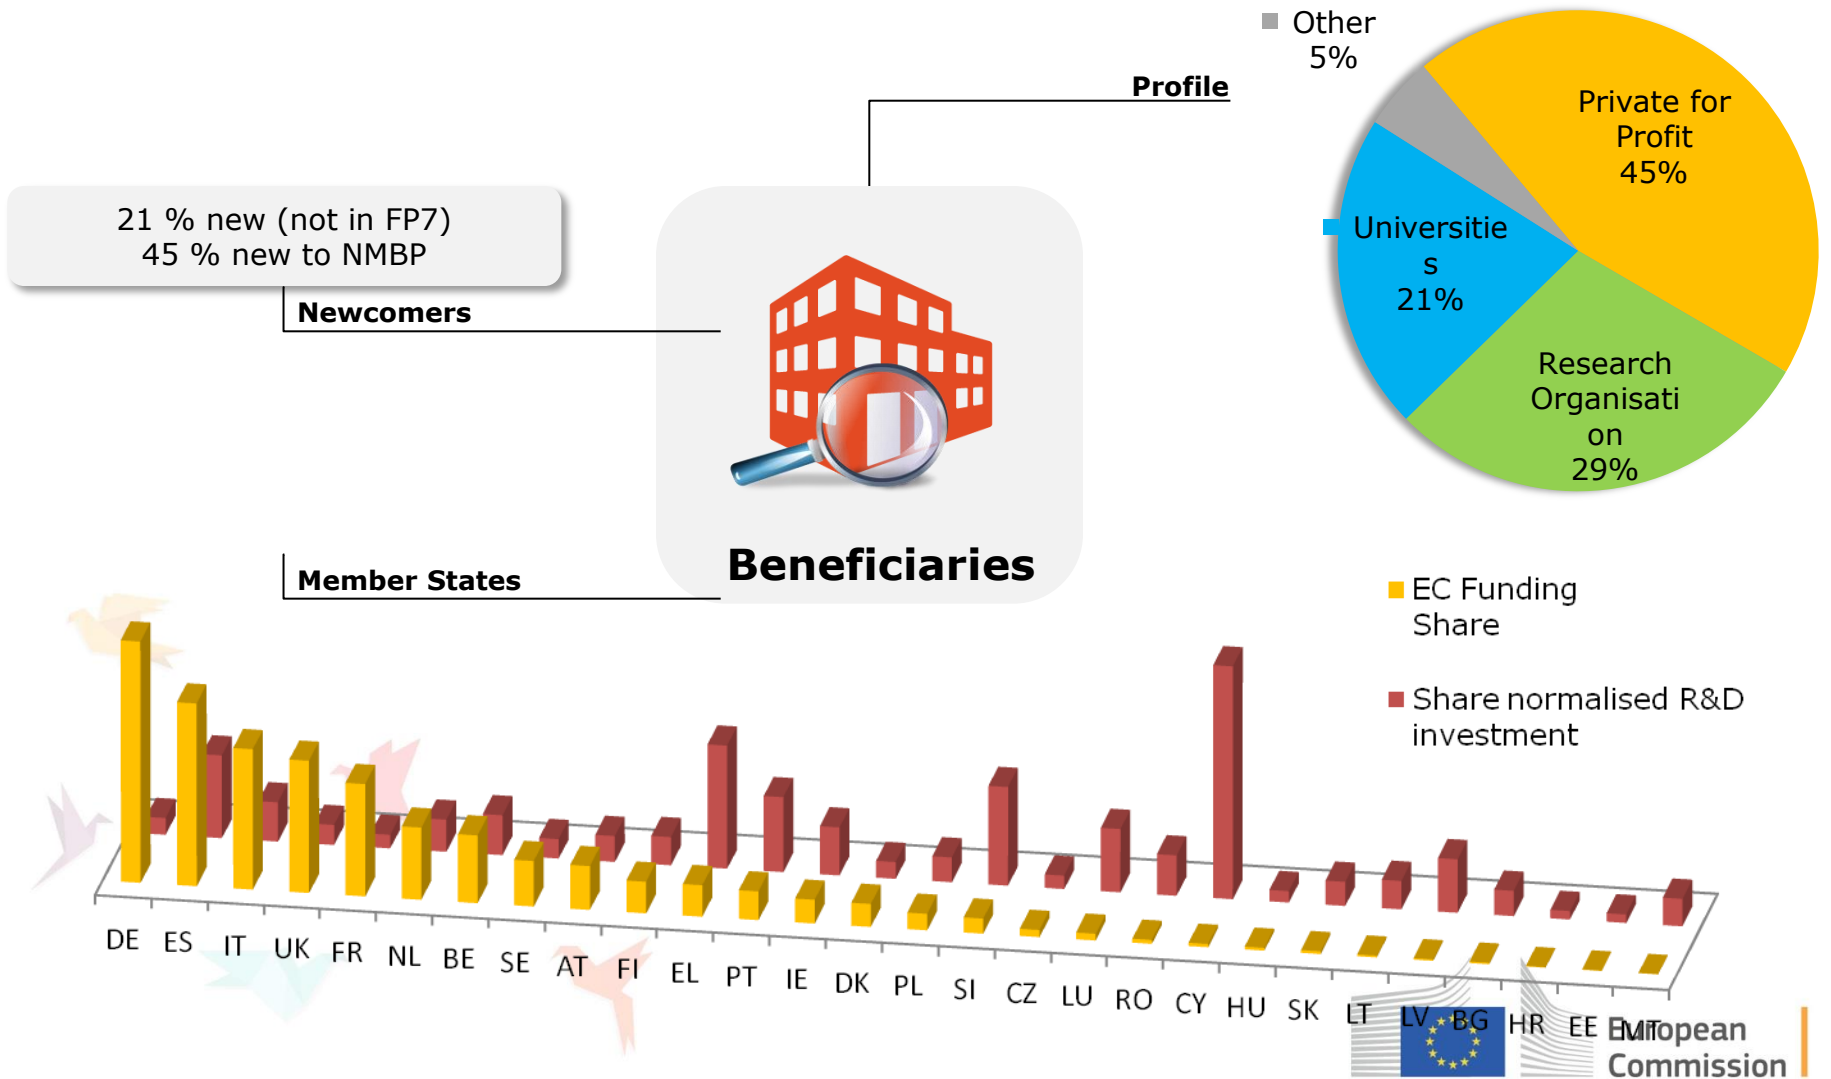 Other
5%
Profile
Private for
Profit
45%
21 % new (not in FP7)
45 % new to NMBP
Universitie
s
21%
Newcomers
Research
Organisati
on
29%
Beneficiaries
Member States
EC Funding
Share
Share normalised R&D
investment
DE ES IT UK FR NL BE SE AT FI EL PT IE DK PL SI CZ LU RO CY HU SK LT LV BG HR EE MT
European
Commission